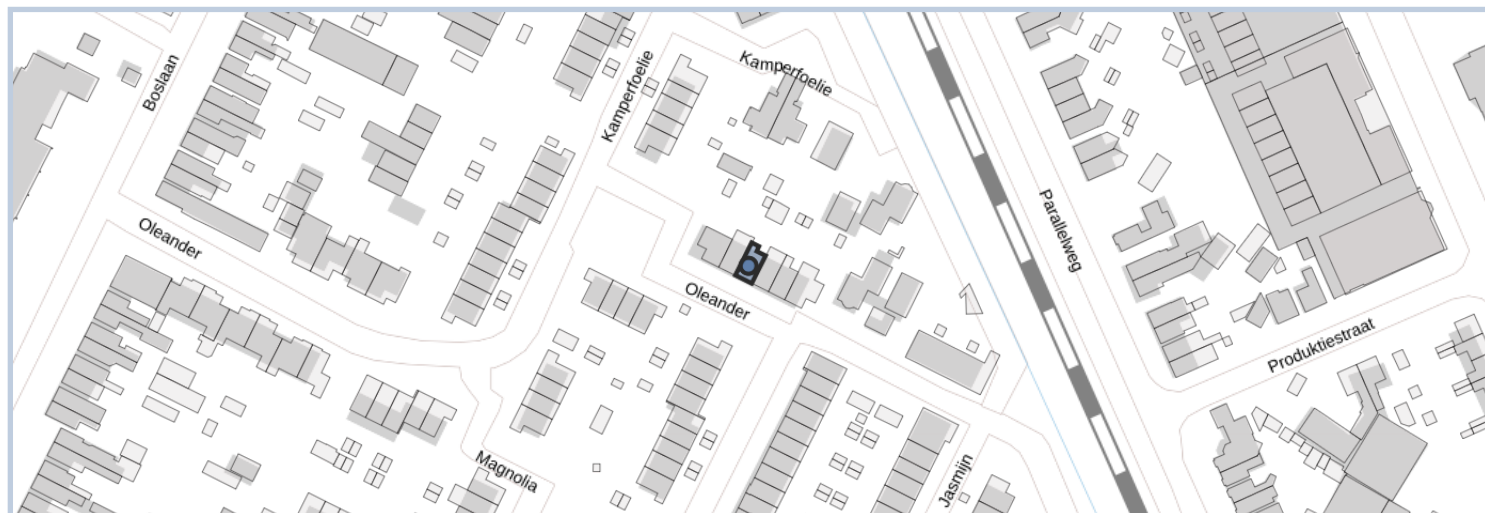 Kamperfoelie
Boslaan
Kamperfoelie
Oleander
Parallelweg
Oleander
Produktiestraat
Magnolia
Jasmijn